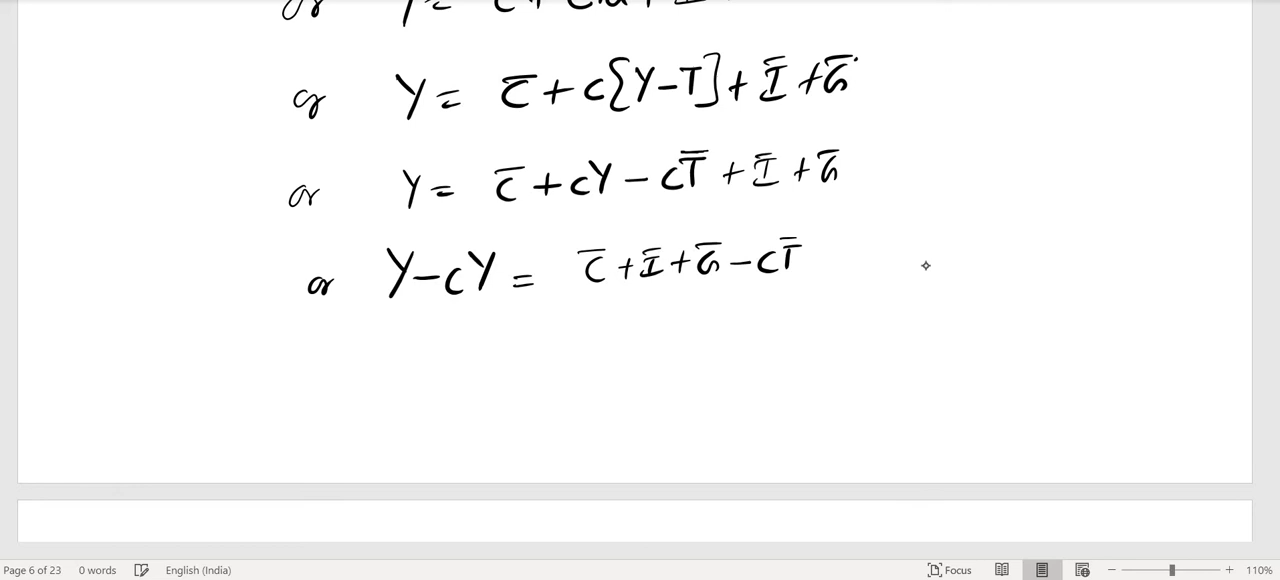 or Y = C̅ + c[Y-T] + I̅ + G̅
or Y = C̅ + cY - cT̅ + I̅ + G̅
or Y-cY = C̅ + I̅ + G̅ - cT̅
Page 6 of 23 0 words English (India) Focus 110%